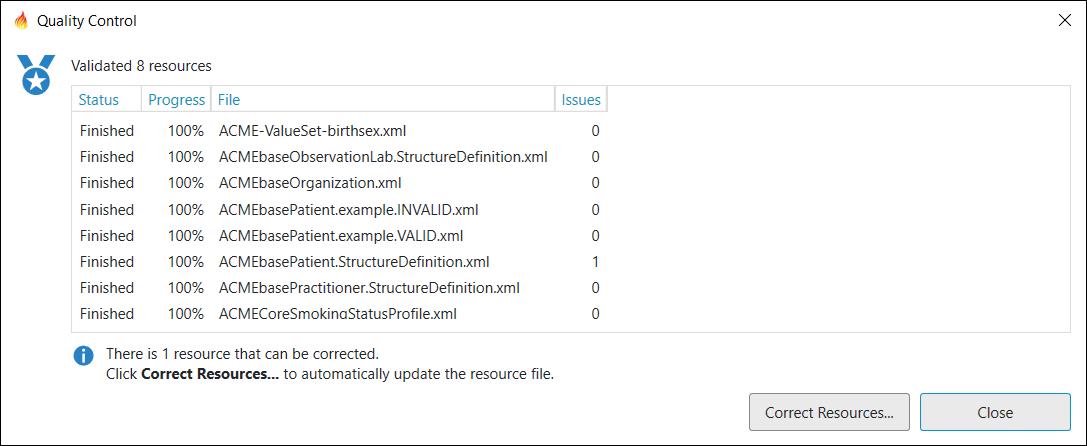 Quality Control
Validated 8 resources
Status Progress File Issues
Finished 100% ACME-ValueSet-birthsex.xml 0
Finished 100% ACMEbaseObservationLab.StructureDefinition.xml 0
Finished 100% ACMEbaseOrganization.xml 0
Finished 100% ACMEbasePatient.example.INVALID.xml 0
Finished 100% ACMEbasePatient.example.VALID.xml 0
Finished 100% ACMEbasePatient.StructureDefinition.xml 1
Finished 100% ACMEbasePractitioner.StructureDefinition.xml 0
Finished 100% ACMECoreSmokingStatusProfile.xml 0
There is 1 resource that can be corrected.
Click Correct Resources... to automatically update the resource file.
Correct Resources... Close